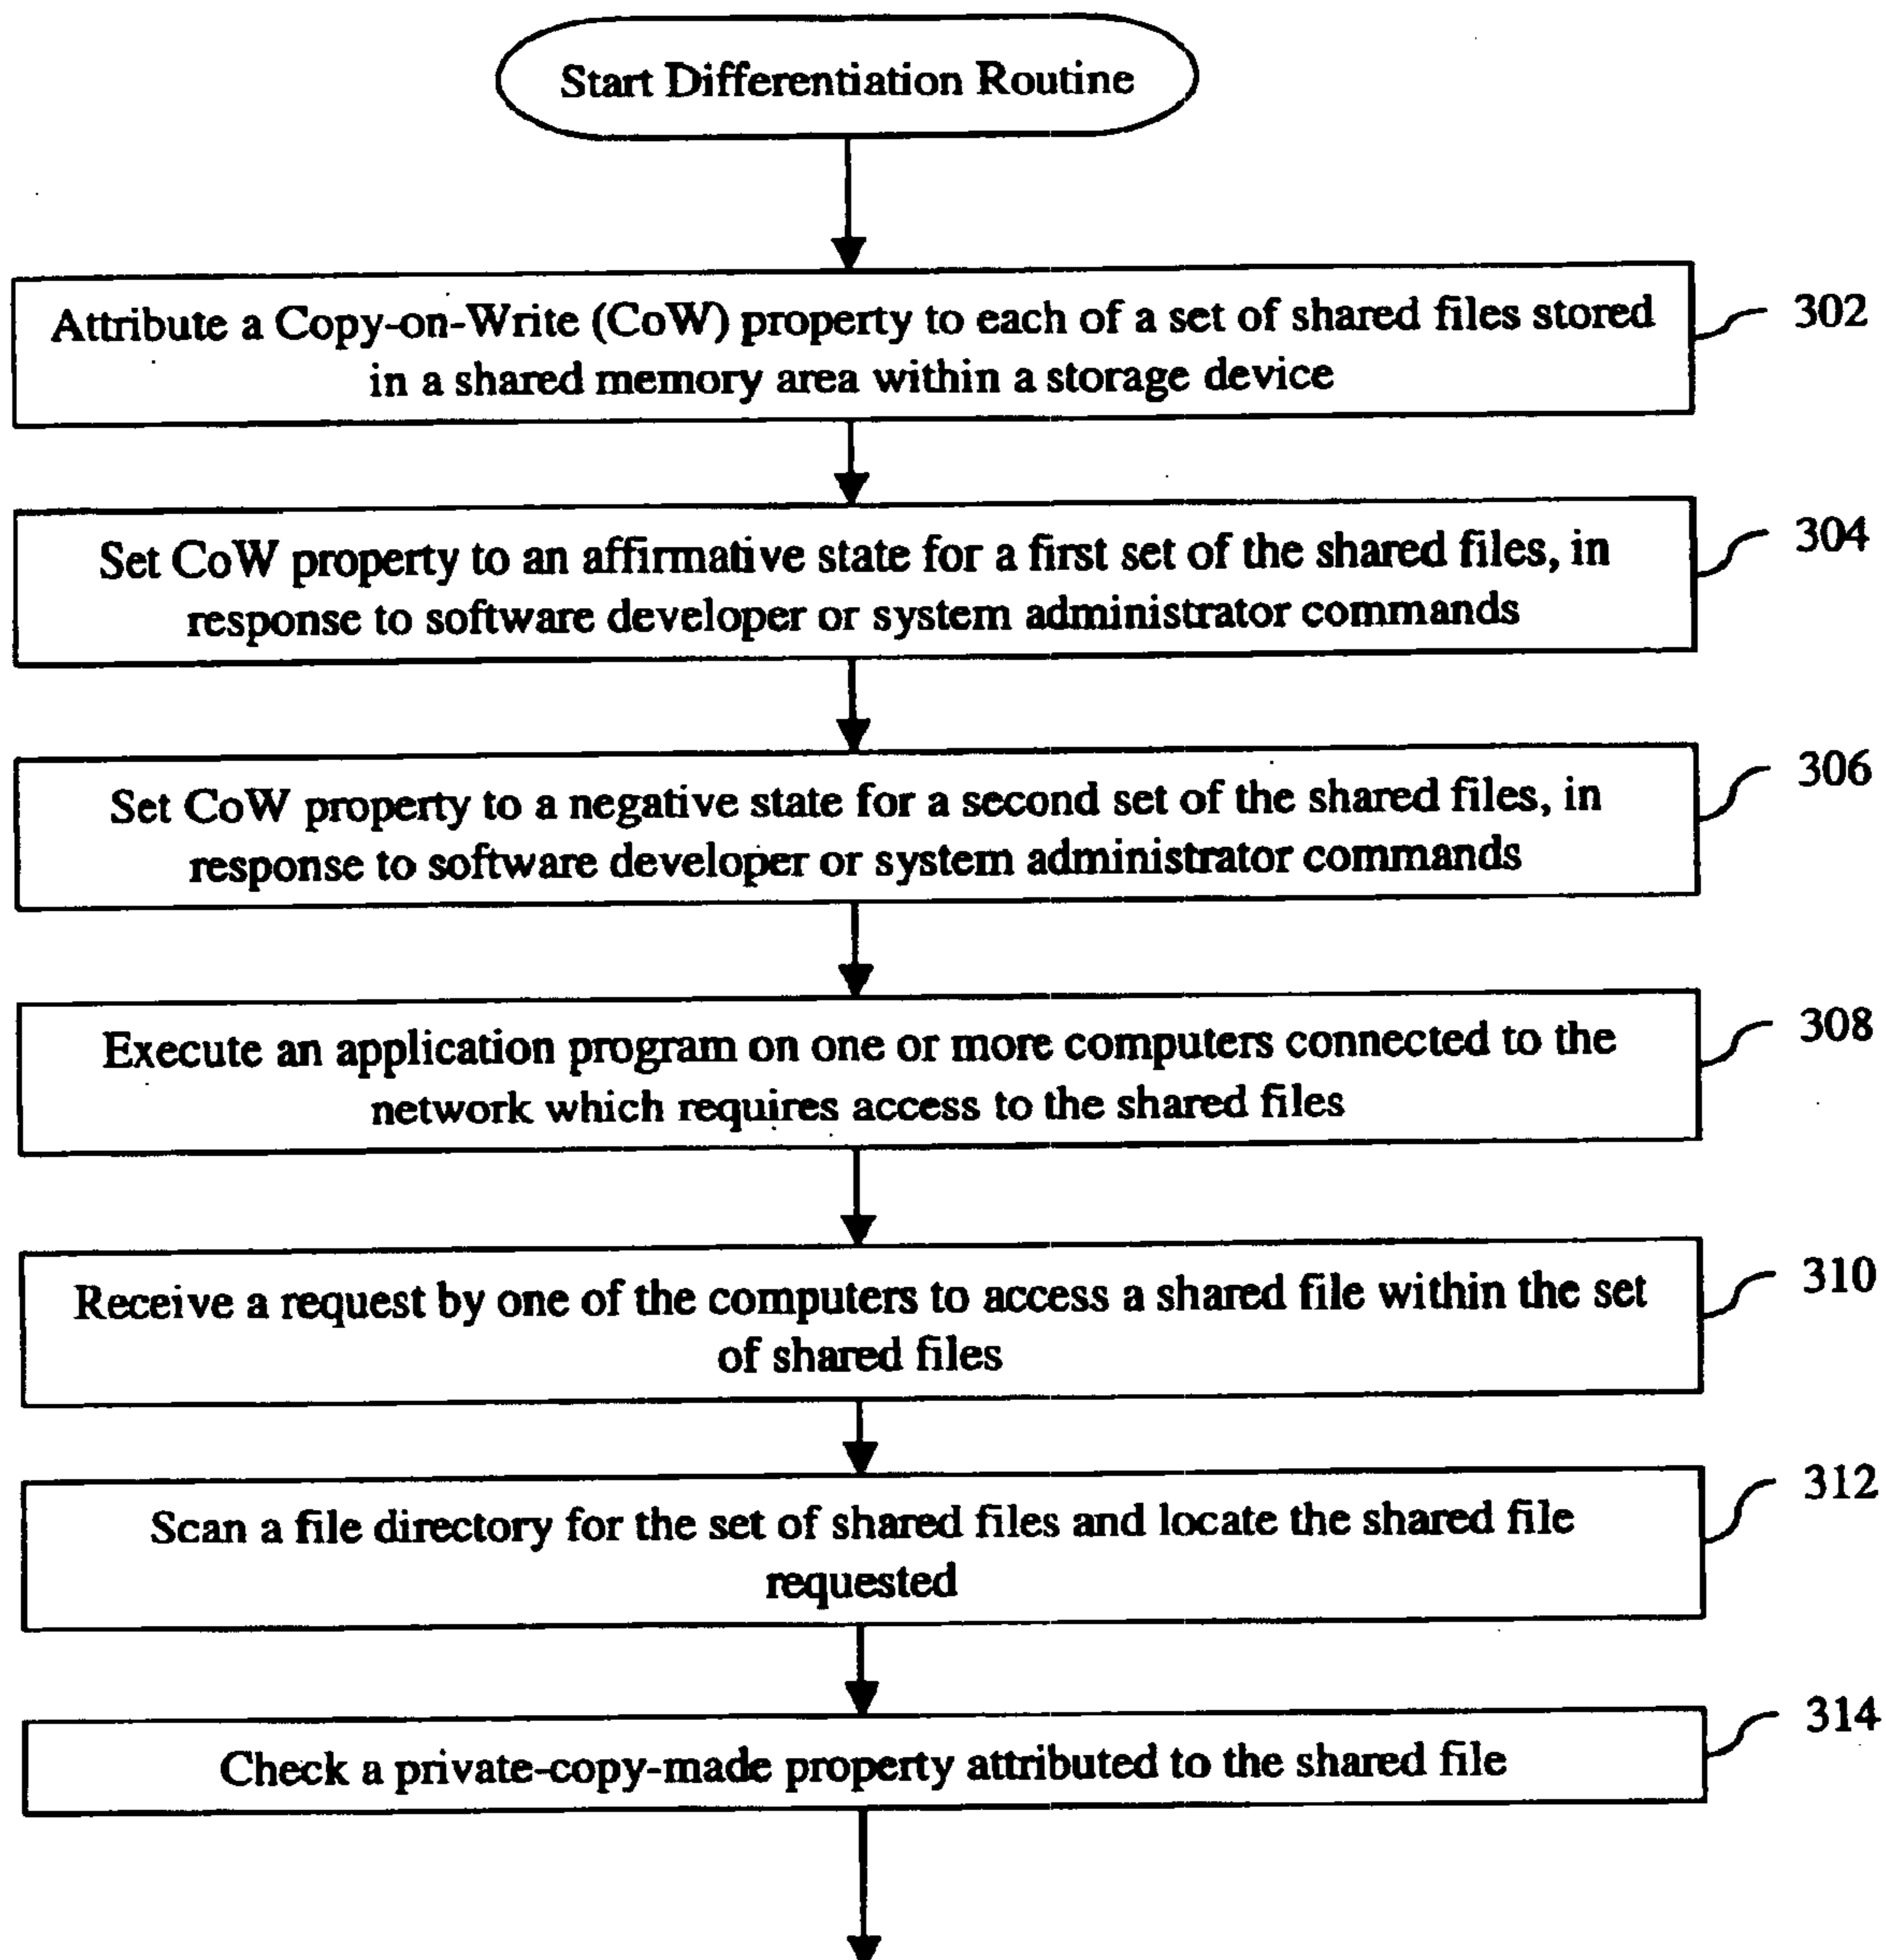 Start Differentiation Routine
Attribute a Copy-on-Write (CoW) property to each of a set of shared files stored
in a shared memory area within a storage device
302
Set CoW property to an affirmative state for a first set of the shared files, in
response to software developer or system administrator commands
304
Set CoW property to a negative state for a second set of the shared files, in
response to software developer or system administrator commands
306
Execute an application program on one or more computers connected to the
network which requires access to the shared files
308
Receive a request by one of the computers to access a shared file within the set
of shared files
310
Scan a file directory for the set of shared files and locate the shared file
requested
312
Check a private-copy-made property attributed to the shared file
314